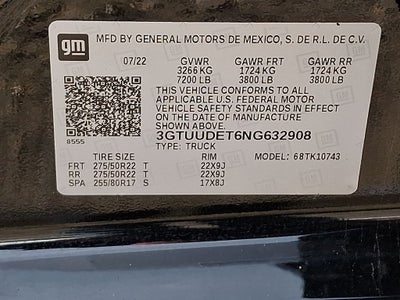 gm
MFD BY GENERAL MOTORS DE MEXICO, S. DE R.L. DE C.V.
07/22 GVWR GAWR FRT GAWR RR
3266 KG 1724 KG 1724 KG
7200 LB 3800 LB 3800 LB
THIS VEHICLE CONFORMS TO ALL
APPLICABLE U.S. FEDERAL MOTOR
VEHICLE SAFETY STANDARDS IN EFFECT
ON THE DATE OF MANUFACTURE
SHOWN ABOVE.
3GTUUDET6NG632908
8555 TYPE: TRUCK
TIRE SIZE RIM MODEL: 68TK10743
FRT 275/50R22 T 22X9J
RR 275/50R22 T 22X9J
SPA 255/80R17 S 17X8J